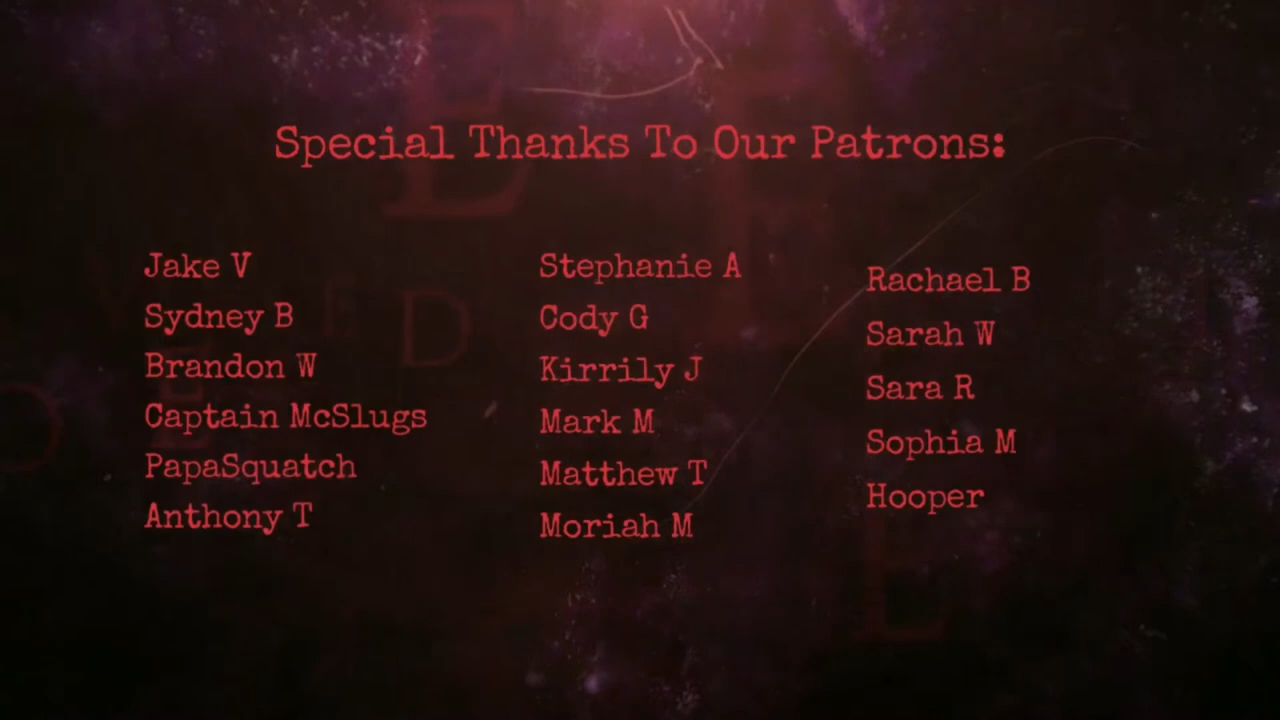 Special Thanks To Our Patrons:
Jake V
Sydney B
Brandon W
Captain McSlugs
PapaSquatch
Anthony T
Stephanie A
Cody G
Kirrily J
Mark M
Matthew T
Moriah M
Rachael B
Sarah W
Sara R
Sophia M
Hooper